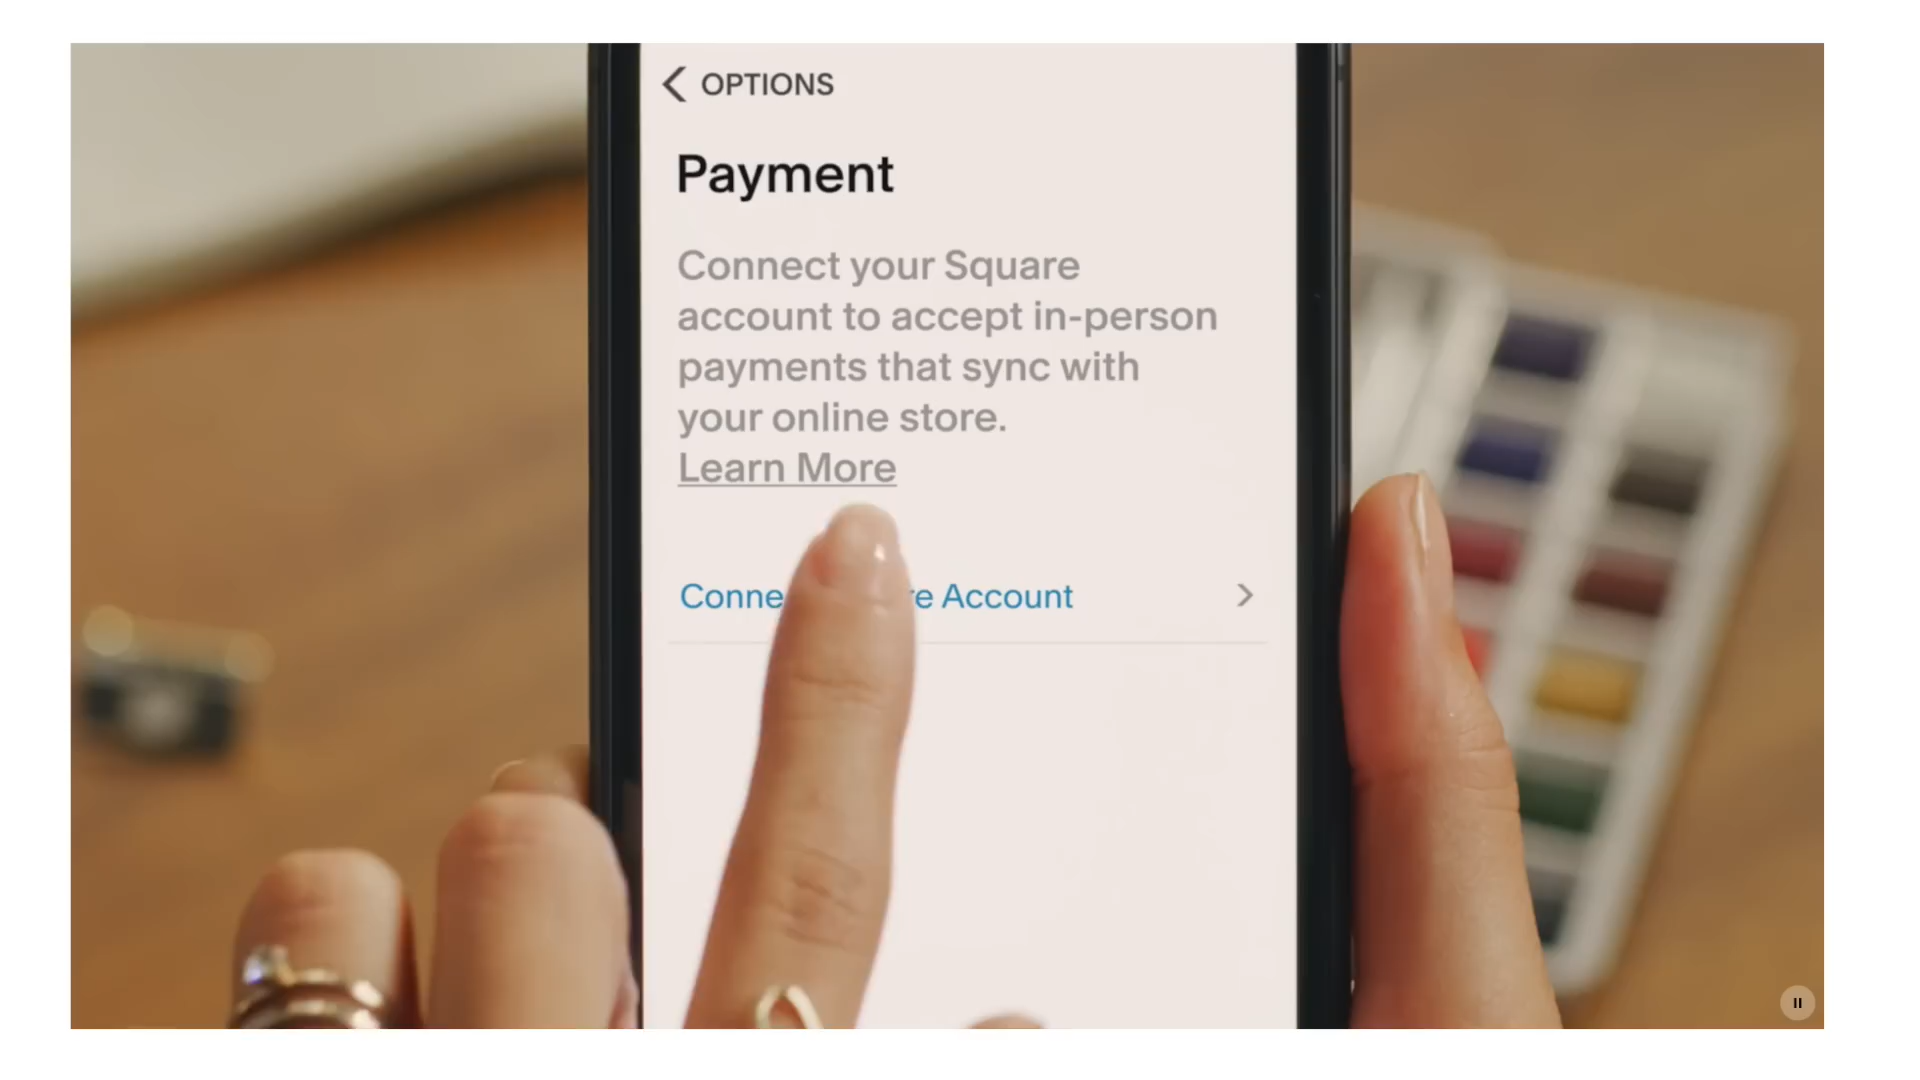 OPTIONS
Payment
Connect your Square
account to accept in-person
payments that sync with
your online store.
Learn More
Account